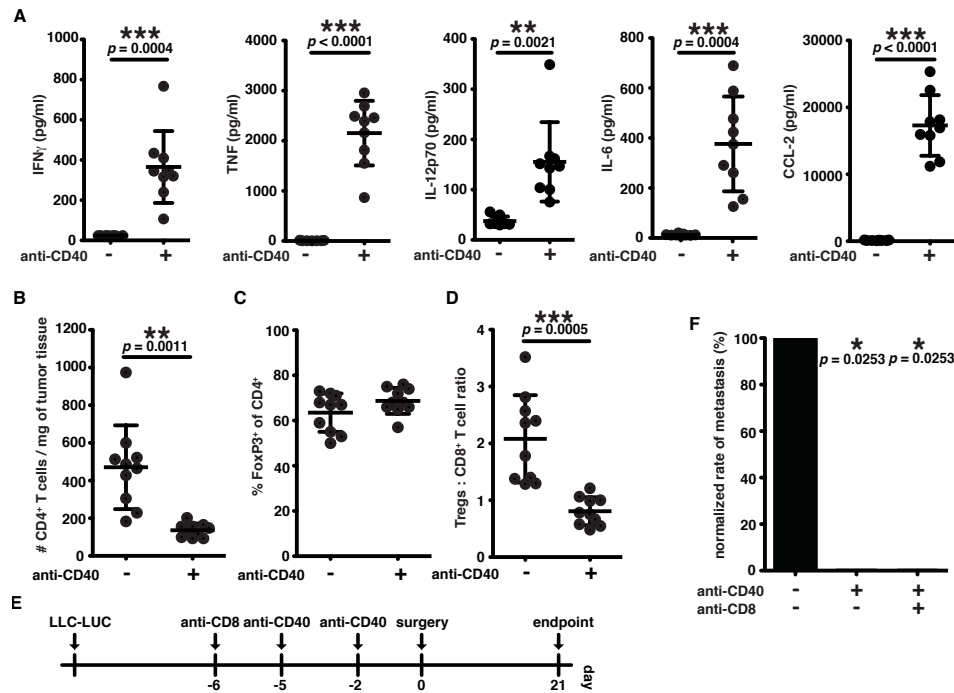 A
***
p = 0.0004
IFNγ (pg/ml)
1000
800
600
400
200
0
anti-CD40 - +
***
p < 0.0001
TNF (pg/ml)
4000
3000
2000
1000
0
anti-CD40 - +
**
p = 0.0021
IL-12p70 (pg/ml)
400
300
200
100
0
anti-CD40 - +
***
p = 0.0004
IL-6 (pg/ml)
800
600
400
200
0
anti-CD40 - +
***
p < 0.0001
CCL-2 (pg/ml)
30000
20000
10000
0
anti-CD40 - +
B
**
p = 0.0011
# CD4⁺ T cells / mg of tumor tissue
1200
1000
800
600
400
200
0
anti-CD40 - +
C
% FoxP3⁺ of CD4⁺
100
80
60
40
20
0
anti-CD40 - +
D
***
p = 0.0005
Tregs : CD8⁺ T cell ratio
4
3
2
1
0
anti-CD40 - +
F
* *
p = 0.0253 p = 0.0253
normalized rate of metastasis (%)
100
80
60
40
20
0
anti-CD40 - + +
anti-CD8 - - +
E
LLC-LUC anti-CD8 anti-CD40 anti-CD40 surgery endpoint
-6 -5 -2 0 21
day